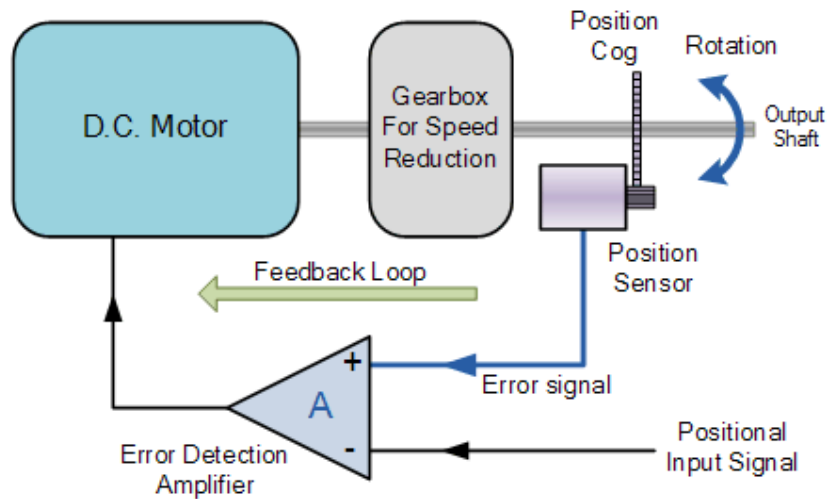 D.C. Motor
Gearbox
For Speed
Reduction
Position
Cog
Rotation
Output
Shaft
Position
Sensor
Feedback Loop
+
A
-
Error signal
Error Detection
Amplifier
Positional
Input Signal